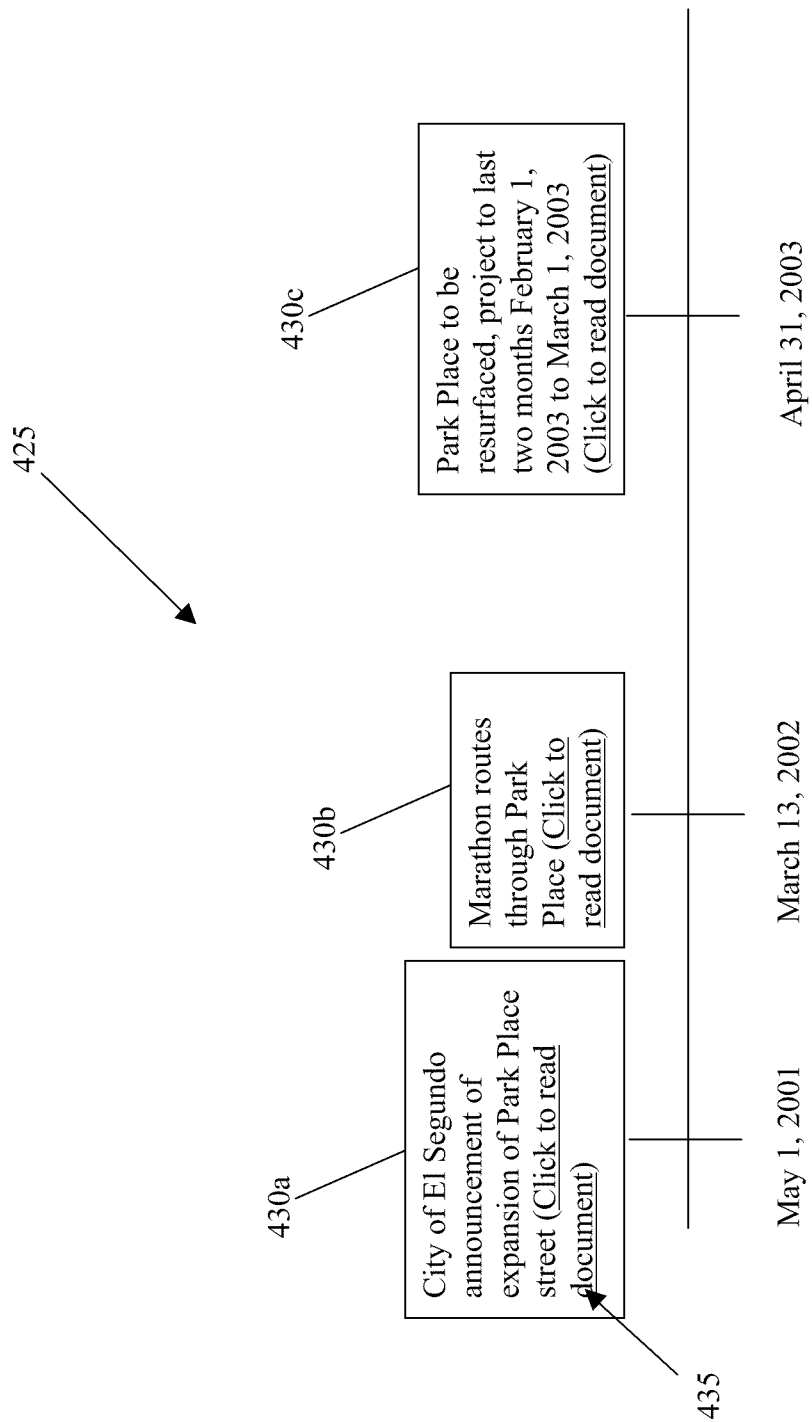 425
430a
City of El Segundo
announcement of
expansion of Park Place
street (Click to read
document)
435
430b
Marathon routes
through Park
Place (Click to
read document)
430c
Park Place to be
resurfaced, project to last
two months February 1,
2003 to March 1, 2003
(Click to read document)
May 1, 2001
March 13, 2002
April 31, 2003